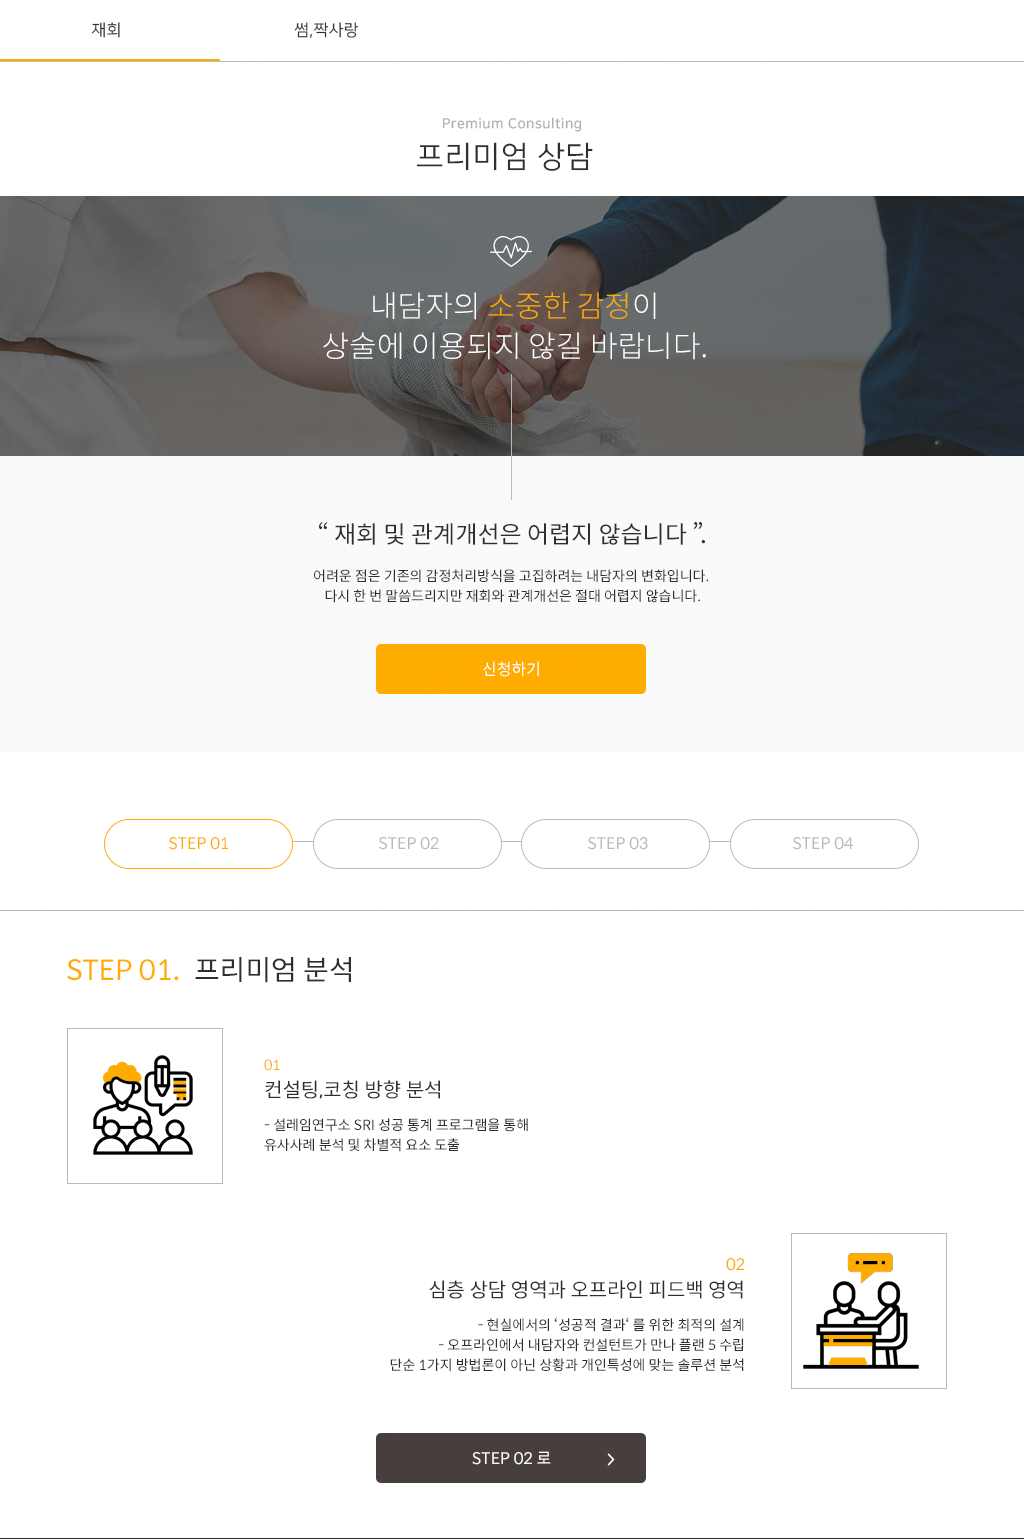 재회
썸,짝사랑
Premium Consulting
프리미엄 상담
내담자의 소중한 감정이
상술에 이용되지 않길 바랍니다.
“ 재회 및 관계개선은 어렵지 않습니다 ”.
어려운 점은 기존의 감정처리방식을 고집하려는 내담자의 변화입니다.
다시 한 번 말씀드리지만 재회와 관계개선은 절대 어렵지 않습니다.
신청하기
STEP 01
STEP 02
STEP 03
STEP 04
STEP 01. 프리미엄 분석
01
컨설팅,코칭 방향 분석
- 설레임연구소 SRI 성공 통계 프로그램을 통해
유사사례 분석 및 차별적 요소 도출
02
심층 상담 영역과 오프라인 피드백 영역
- 현실에서의 ‘성공적 결과‘ 를 위한 최적의 설계
- 오프라인에서 내담자와 컨설턴트가 만나 플랜 5 수립
단순 1가지 방법론이 아닌 상황과 개인특성에 맞는 솔루션 분석
STEP 02 로